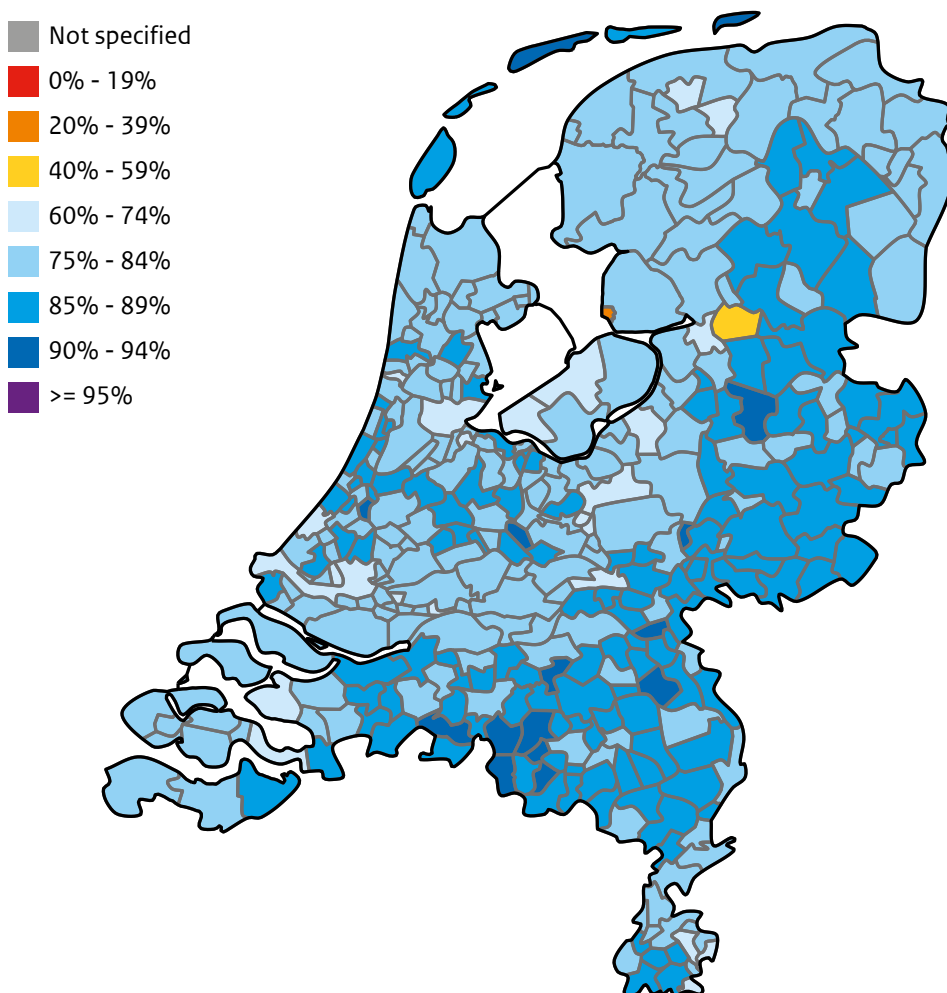 Not specified
0% - 19%
20% - 39%
40% - 59%
60% - 74%
75% - 84%
85% - 89%
90% - 94%
>= 95%